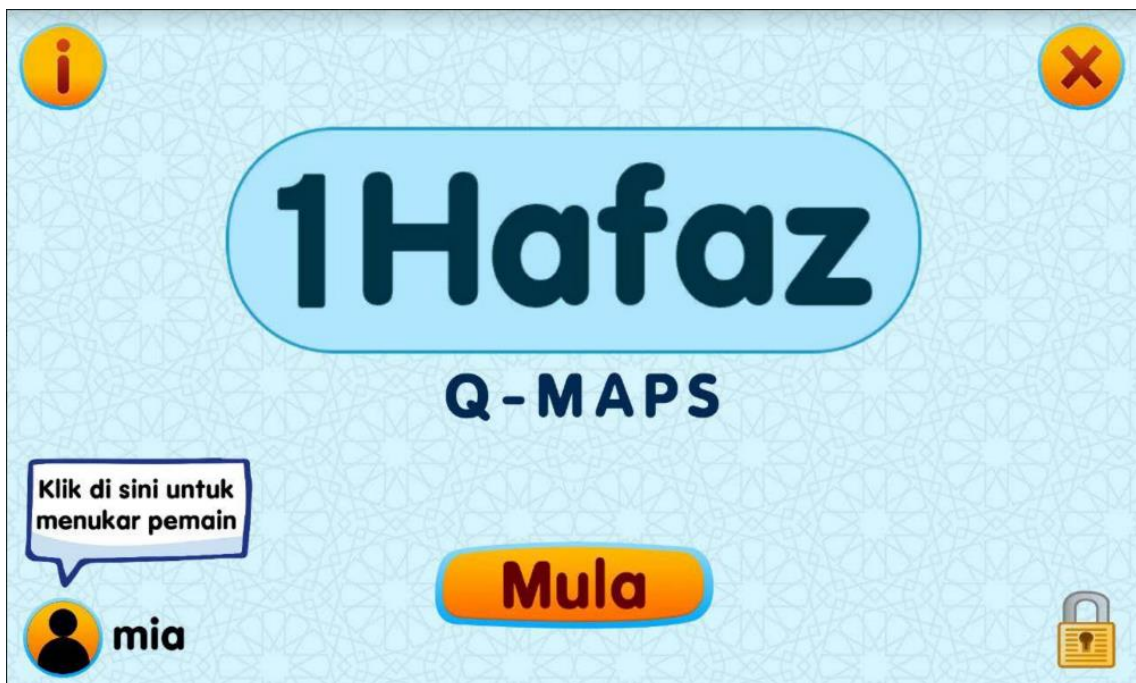 i
1Hafaz
Q-MAPS
Klik di sini untuk
menukar pemain
Mula
mia